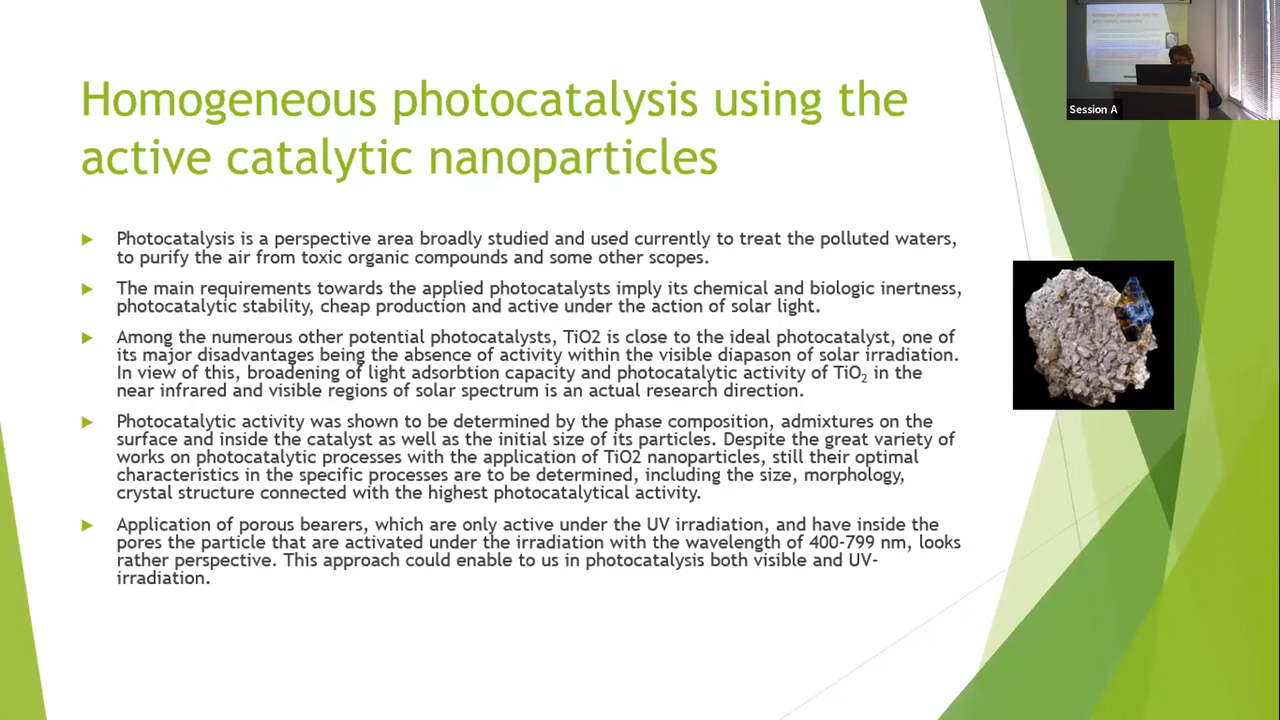 Homogeneous photocatalysis using the
active catalytic nanoparticles
Session A
Photocatalysis is a perspective area broadly studied and used currently to treat the polluted waters,
to purify the air from toxic organic compounds and some other scopes.
The main requirements towards the applied photocatalysts imply its chemical and biologic inertness,
photocatalytic stability, cheap production and active under the action of solar light.
Among the numerous other potential photocatalysts, TiO2 is close to the ideal photocatalyst, one of
its major disadvantages being the absence of activity within the visible diapason of solar irradiation.
In view of this, broadening of light adsorbtion capacity and photocatalytic activity of TiO₂ in the
near infrared and visible regions of solar spectrum is an actual research direction.
Photocatalytic activity was shown to be determined by the phase composition, admixtures on the
surface and inside the catalyst as well as the initial size of its particles. Despite the great variety of
works on photocatalytic processes with the application of TiO2 nanoparticles, still their optimal
characteristics in the specific processes are to be determined, including the size, morphology,
crystal structure connected with the highest photocatalytical activity.
Application of porous bearers, which are only active under the UV irradiation, and have inside the
pores the particle that are activated under the irradiation with the wavelength of 400-799 nm, looks
rather perspective. This approach could enable to us in photocatalysis both visible and UV-
irradiation.